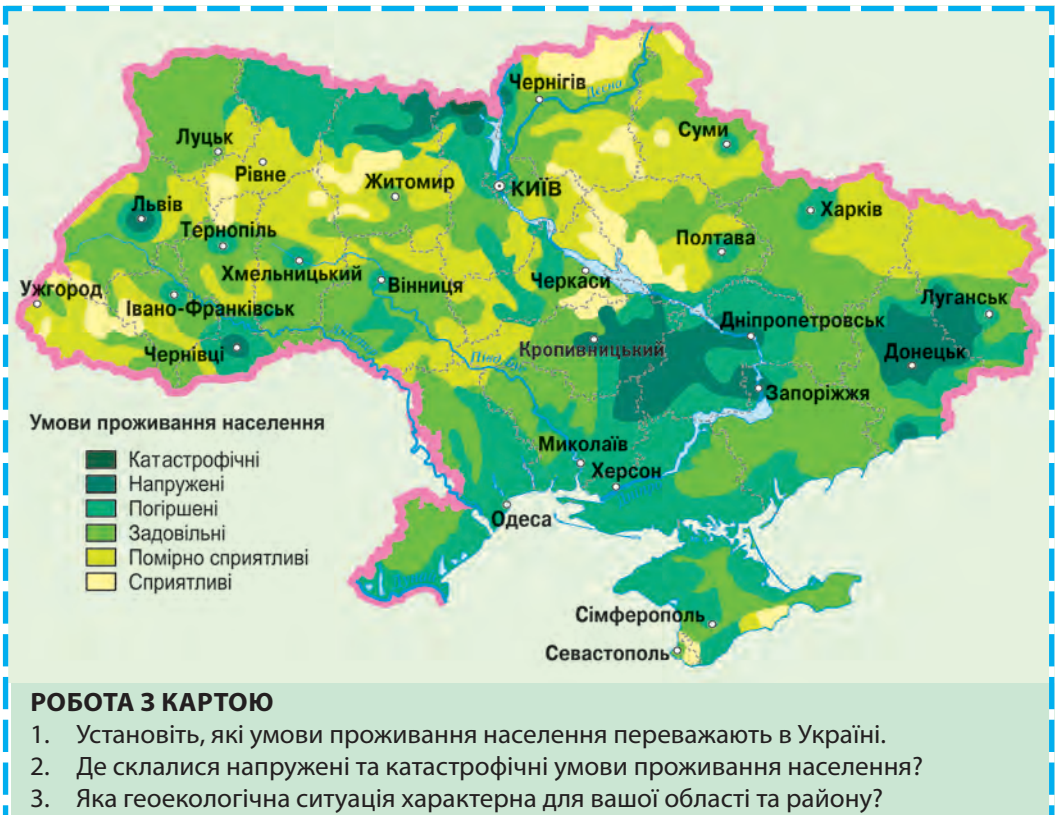 Чернігів
Десна
Суми
Луцьк
Рівне
Житомир
КИЇВ
Львів
Харків
Тернопіль
Полтава
Хмельницький
Вінниця
Черкаси
Ужгород
Івано-Франківськ
Луганськ
Дніпропетровськ
Чернівці
Кропивницький
Донецьк
Запоріжжя
Умови проживання населення
Катастрофічні
Напружені
Погіршені
Задовільні
Помірно сприятливі
Сприятливі
Миколаїв
Херсон
Одеса
Сімферополь
Севастополь
РОБОТА З КАРТОЮ
1. Установіть, які умови проживання населення переважають в Україні.
2. Де склалися напружені та катастрофічні умови проживання населення?
3. Яка геоекологічна ситуація характерна для вашої області та району?